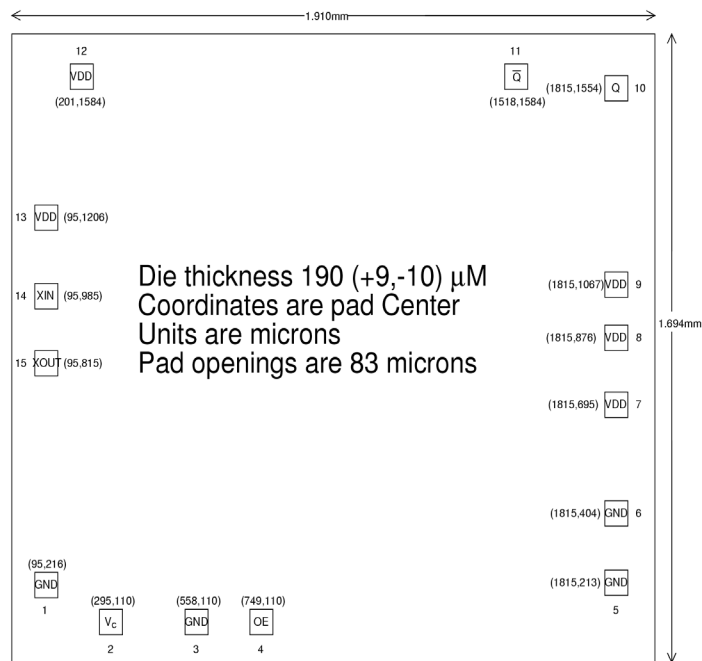 1.910mm
12
VDD
(201,1584)
11
Q̅
(1518,1584)
(1815,1554) Q 10
13 VDD (95,1206)
14 XIN (95,985)
15 XOUT (95,815)
Die thickness 190 (+9,-10) μM
Coordinates are pad Center
Units are microns
Pad openings are 83 microns
(1815,1067) VDD 9
(1815,876) VDD 8
(1815,695) VDD 7
1.694mm
(1815,404) GND 6
(1815,213) GND
5
(95,216)
GND
1
(295,110)
Vc
2
(558,110)
GND
3
(749,110)
OE
4